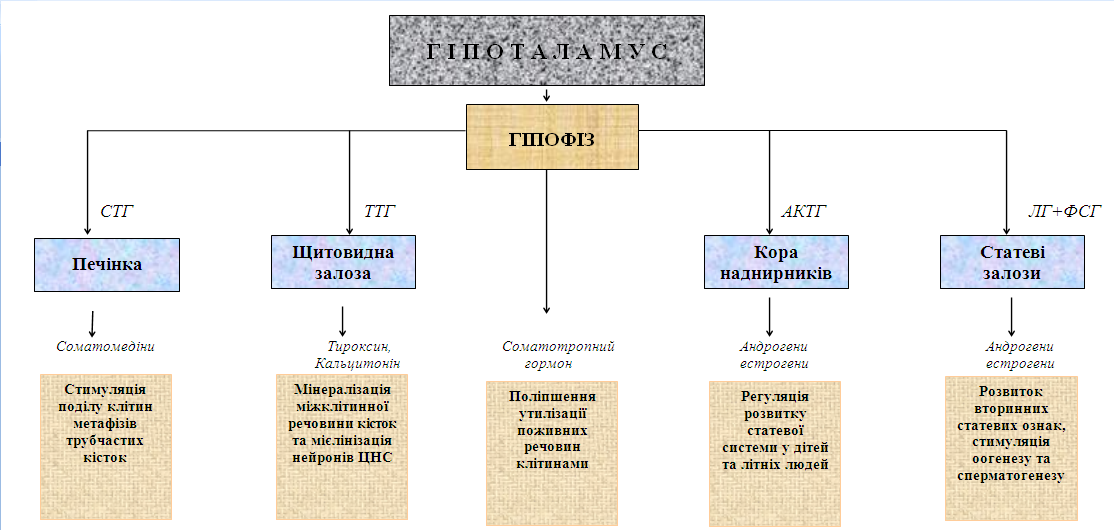 Г І П О Т А Л А М У С
ГІПОФІЗ
СТГ
ТТГ
АКТГ
ЛГ+ФСГ
Печінка
Щитовидна
залоза
Кора
наднирників
Статеві
залози
Соматомедіни
Тироксин,
Кальцитонін
Соматотропний
гормон
Андрогени
естрогени
Андрогени
встрогени
Стимуляція
поділу клітин
метафізів
трубчастих
кісток
Мінералізація
міжклітинної
речовини кісток
та мієлінізація
нейронів ЦНС
Поліпшення
утилізації
поживних
речовин
клітинами
Регуляція
розвитку
статевої
системи у дітей
та літніх людей
Розвиток
вторинних
статевих ознак,
стимуляція
оогенезу та
сперматогенезу